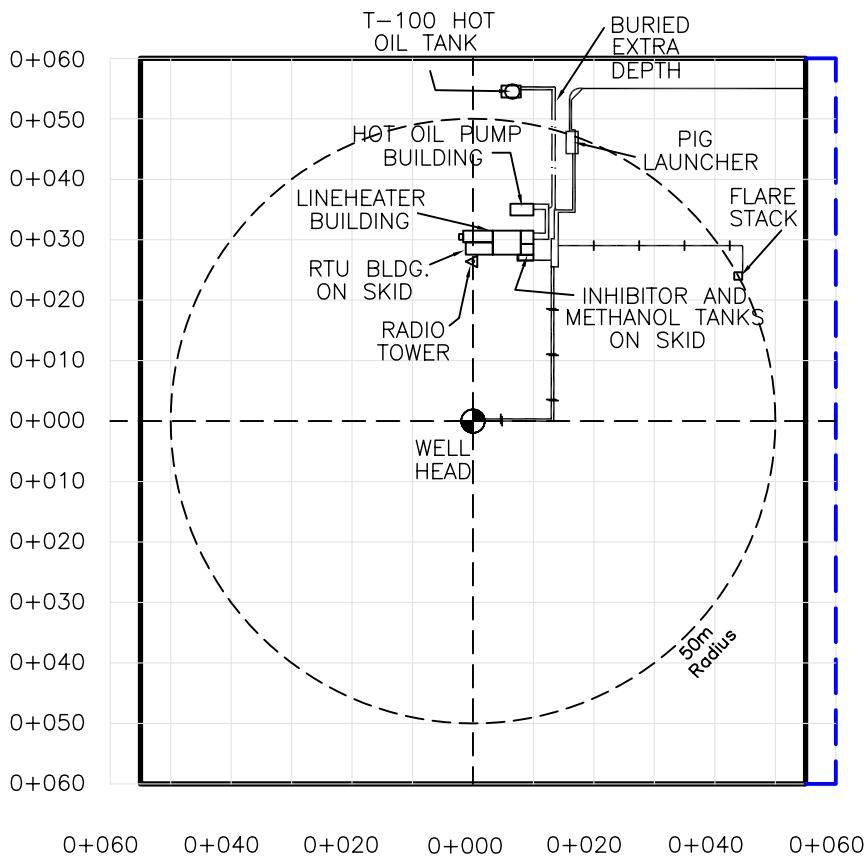 T-100 HOT
OIL TANK
BURIED
EXTRA
DEPTH
0+060
0+050
HOT OIL PUMP
BUILDING
PIG
LAUNCHER
0+040
LINEHEATER
BUILDING
FLARE
STACK
0+030
RTU BLDG.
ON SKID
INHIBITOR AND
METHANOL TANKS
ON SKID
0+020
RADIO
TOWER
0+010
0+000
WELL
HEAD
0+010
0+020
0+030
50m
Radius
0+040
0+050
0+060
0+060 0+040 0+020 0+000 0+020 0+040 0+060